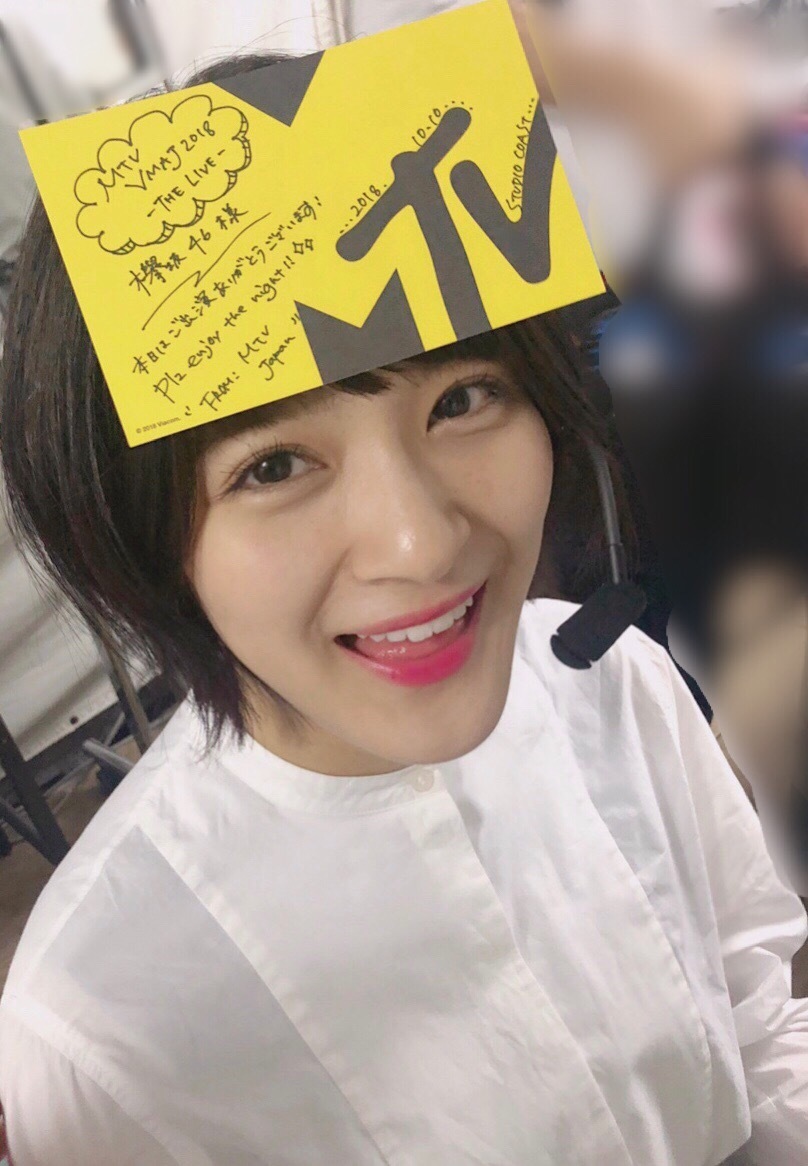 MTV
VMAJ 2018
-THE LIVE-
欅坂46様
本日はご出演ありがとうございます!
Plz enjoy the night!!
FROM: MTV
Japan
© 2018 Viacom.
...2018. 10.10....
MTV
STUDIO COAST...